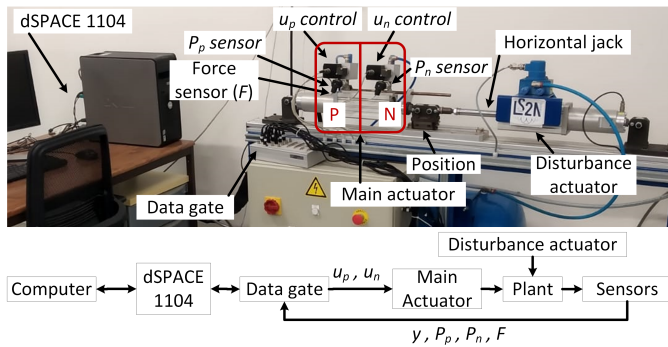 dSPACE 1104
u_p control
u_n control
P_p sensor
P_n sensor
Horizontal jack
Force
sensor (F)
P
N
LS2N
Position
Disturbance
actuator
Main actuator
Data gate
Disturbance actuator
Computer
dSPACE
1104
Data gate
u_p , u_n
Main
Actuator
Plant
Sensors
y , P_p , P_n , F